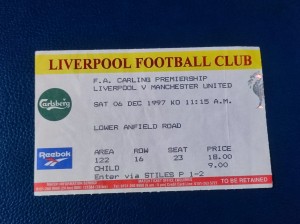 LIVERPOOL FOOTBALL CLUB
F.A. CARLING PREMIERSHIP
LIVERPOOL V MANCHESTER UNITED
Carlsberg
SAT 06 DEC 1997 KO 11:15 A.M.
LOWER ANFIELD ROAD
Reebok
AREA ROW SEAT PRICE
122 16 23 18.00
CHILD 9.00
Enter via STILES P 1-2
TO BE RETAINED